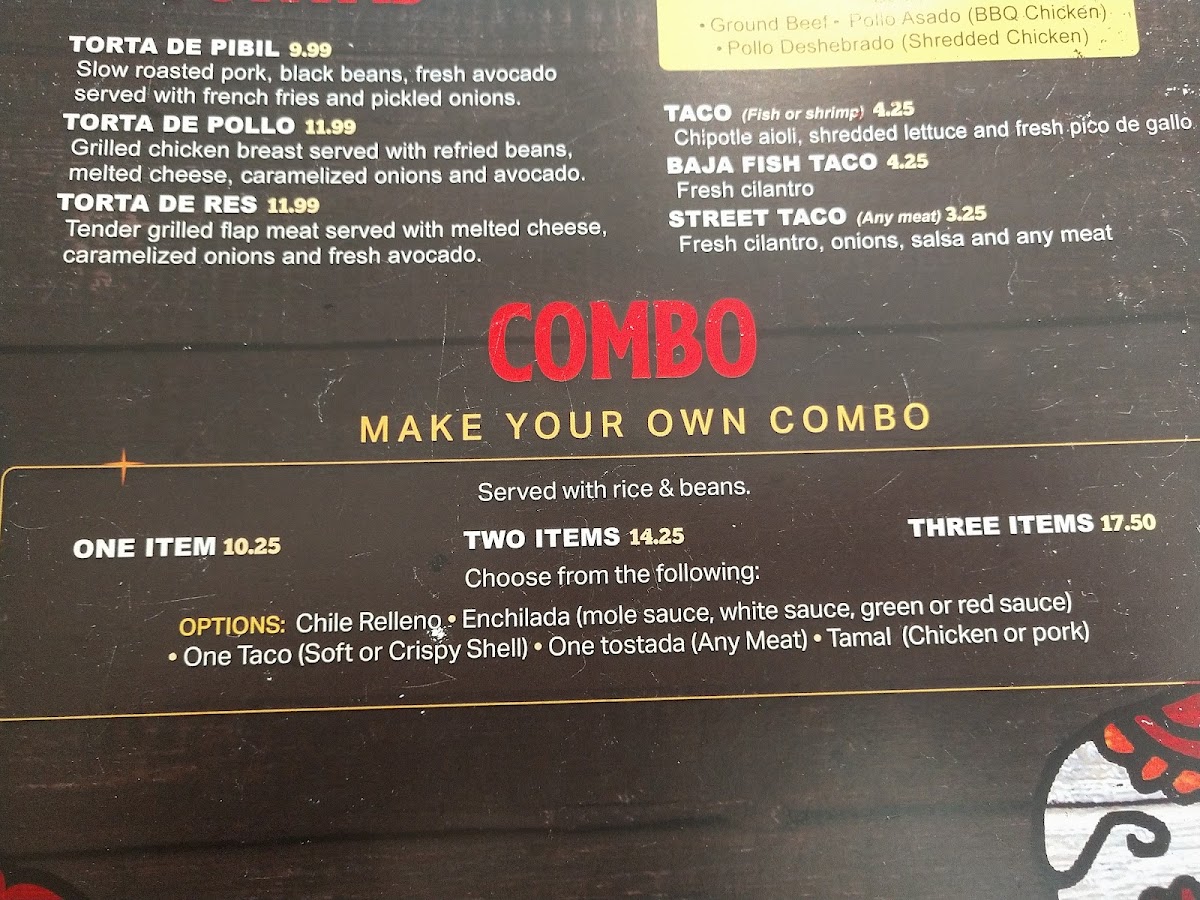 TORTA DE PIBIL 9.99
Slow roasted pork, black beans, fresh avocado
served with french fries and pickled onions.
TORTA DE POLLO 11.99
Grilled chicken breast served with refried beans,
melted cheese, caramelized onions and avocado.
TORTA DE RES 11.99
Tender grilled flap meat served with melted cheese,
caramelized onions and fresh avocado.
• Ground Beef • Pollo Asado (BBQ Chicken)
• Pollo Deshebrado (Shredded Chicken)
TACO (Fish or shrimp) 4.25
Chipotle aioli, shredded lettuce and fresh pico de gallo
BAJA FISH TACO 4.25
Fresh cilantro
STREET TACO (Any meat) 3.25
Fresh cilantro, onions, salsa and any meat
COMBO
MAKE YOUR OWN COMBO
Served with rice & beans.
ONE ITEM 10.25
TWO ITEMS 14.25
THREE ITEMS 17.50
Choose from the following:
OPTIONS: Chile Relleno • Enchilada (mole sauce, white sauce, green or red sauce)
• One Taco (Soft or Crispy Shell) • One tostada (Any Meat) • Tamal (Chicken or pork)